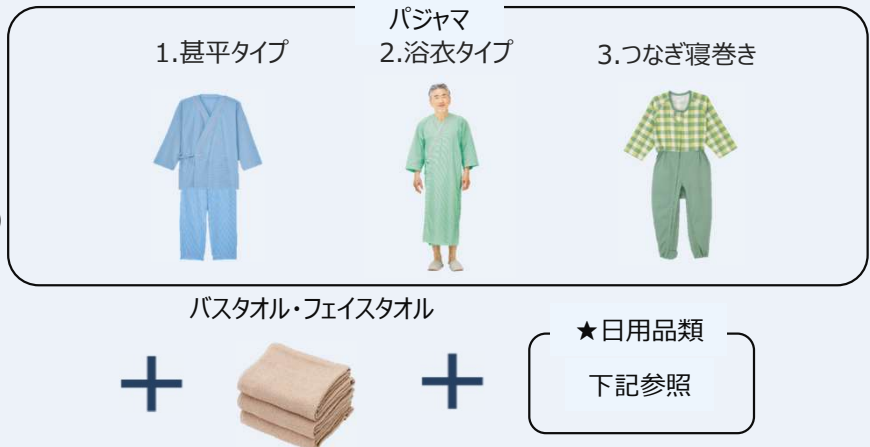 パジャマ
1.甚平タイプ
2.浴衣タイプ
3.つなぎ寝巻き
バスタオル・フェイスタオル
★日用品類
下記参照